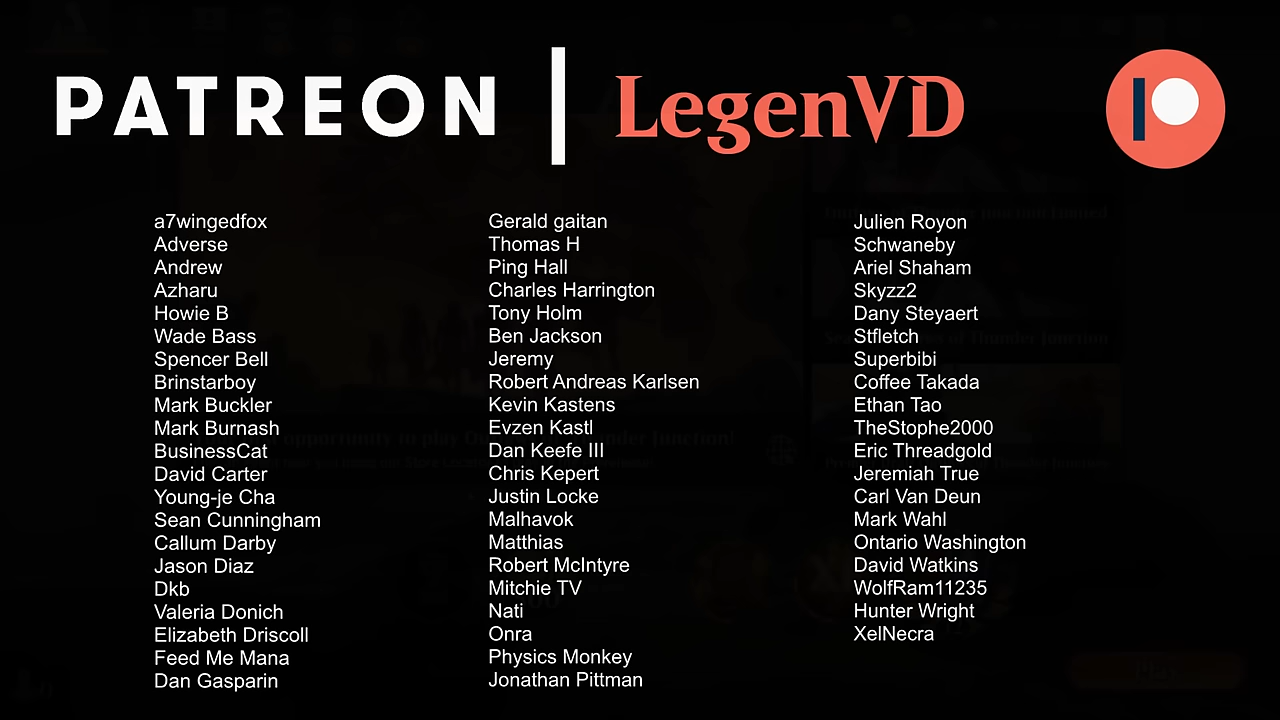 PATREON | LegenVD
a7wingedfox
Adverse
Andrew
Azharu
Howie B
Wade Bass
Spencer Bell
Brinstarboy
Mark Buckler
Mark Burnash
BusinessCat
David Carter
Young-je Cha
Sean Cunningham
Callum Darby
Jason Diaz
Dkb
Valeria Donich
Elizabeth Driscoll
Feed Me Mana
Dan Gasparin
Gerald gaitan
Thomas H
Ping Hall
Charles Harrington
Tony Holm
Ben Jackson
Jeremy
Robert Andreas Karlsen
Kevin Kastens
Evzen Kastl
Dan Keefe III
Chris Kepert
Justin Locke
Malhavok
Matthias
Robert McIntyre
Mitchie TV
Nati
Onra
Physics Monkey
Jonathan Pittman
Julien Royon
Schwaneby
Ariel Shaham
Skyzz2
Dany Steyaert
Stfletch
Superbibi
Coffee Takada
Ethan Tao
TheStophe2000
Eric Threadgold
Jeremiah True
Carl Van Deun
Mark Wahl
Ontario Washington
David Watkins
WolfRam11235
Hunter Wright
XelNecra